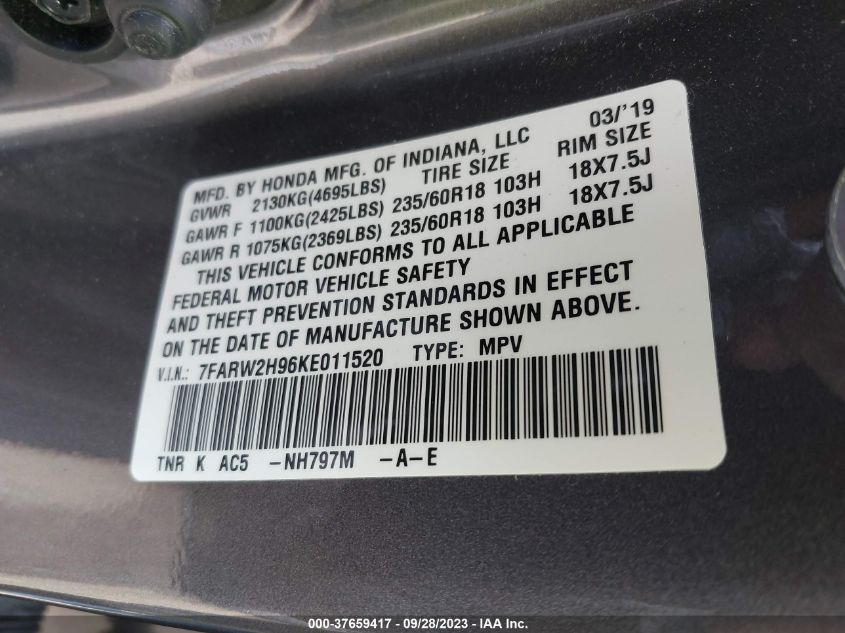 MFD. BY HONDA MFG. OF INDIANA, LLC 03/'19
GVWR 2130KG(4695LBS) TIRE SIZE RIM SIZE
GAWR F 1100KG(2425LBS) 235/60R18 103H 18X7.5J
GAWR R 1075KG(2369LBS) 235/60R18 103H 18X7.5J
THIS VEHICLE CONFORMS TO ALL APPLICABLE
FEDERAL MOTOR VEHICLE SAFETY
AND THEFT PREVENTION STANDARDS IN EFFECT
ON THE DATE OF MANUFACTURE SHOWN ABOVE.
V.I.N.: 7FARW2H96KE011520 TYPE: MPV
TNR K AC5 -NH797M -A-E
000-37659417 - 09/28/2023 - IAA Inc.